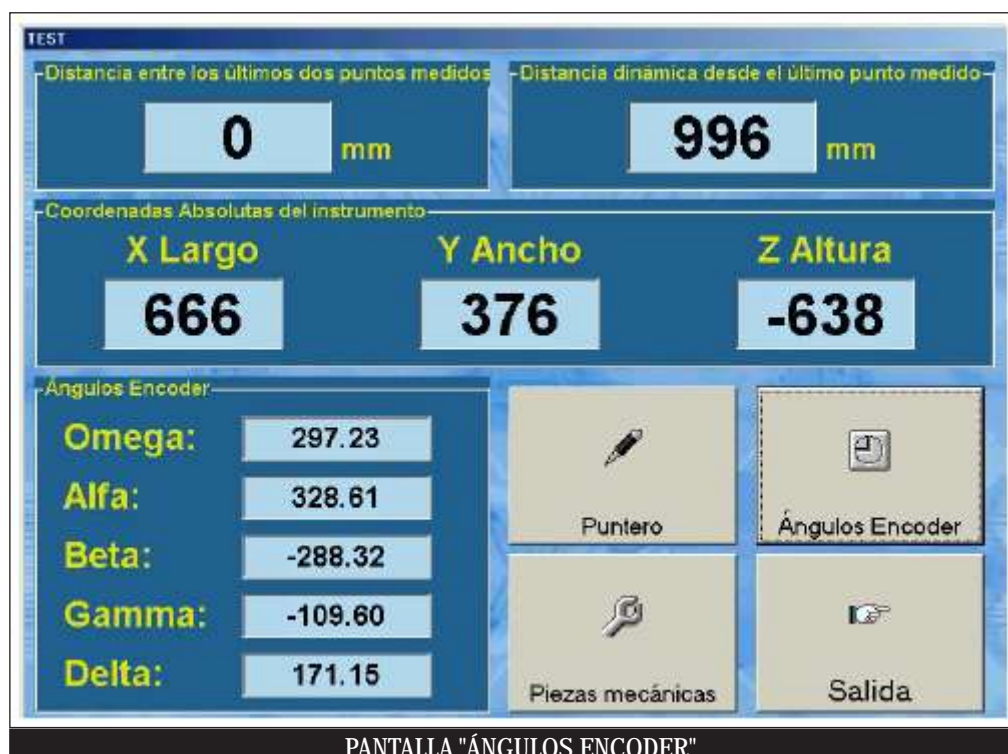 TEST
Distancia entre los últimos dos puntos medidos
0 mm
Distancia dinámica desde el último punto medido
996 mm
Coordenadas Absolutas del instrumento
X Largo Y Ancho Z Altura
666 376 -638
Ángulos Encoder
Omega: 297.23
Alfa: 328.61
Beta: -288.32
Gamma: -109.60
Delta: 171.15
Puntero
Ángulos Encoder
Piezas mecánicas
Salida
PANTALLA "ÁNGULOS ENCODER"